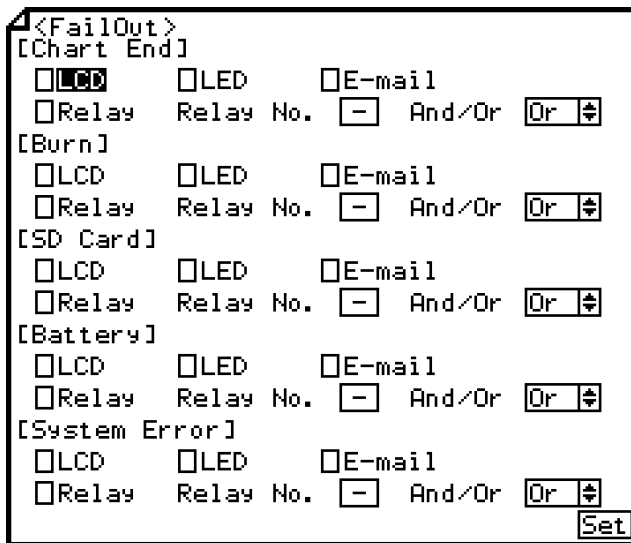 <FailOut>
[Chart End]
LCD LED E-mail
Relay Relay No. - And/Or Or
[Burn]
LCD LED E-mail
Relay Relay No. - And/Or Or
[SD Card]
LCD LED E-mail
Relay Relay No. - And/Or Or
[Battery]
LCD LED E-mail
Relay Relay No. - And/Or Or
[System Error]
LCD LED E-mail
Relay Relay No. - And/Or Or
Set